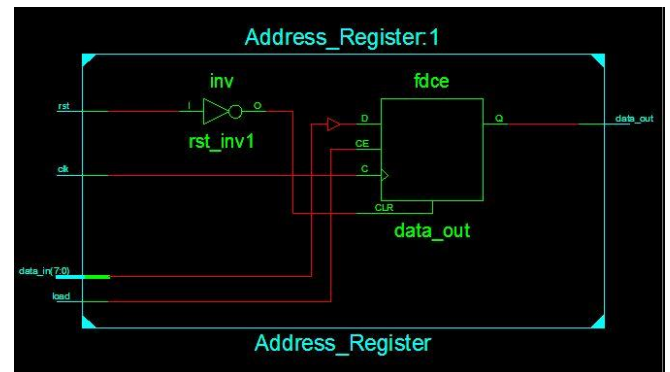 Address_Register:1
inv
fdce
rst
I
O
D
Q
data_out
rst_inv1
CE
clk
C
CLR
data_out
data_in(7:0)
load
Address_Register